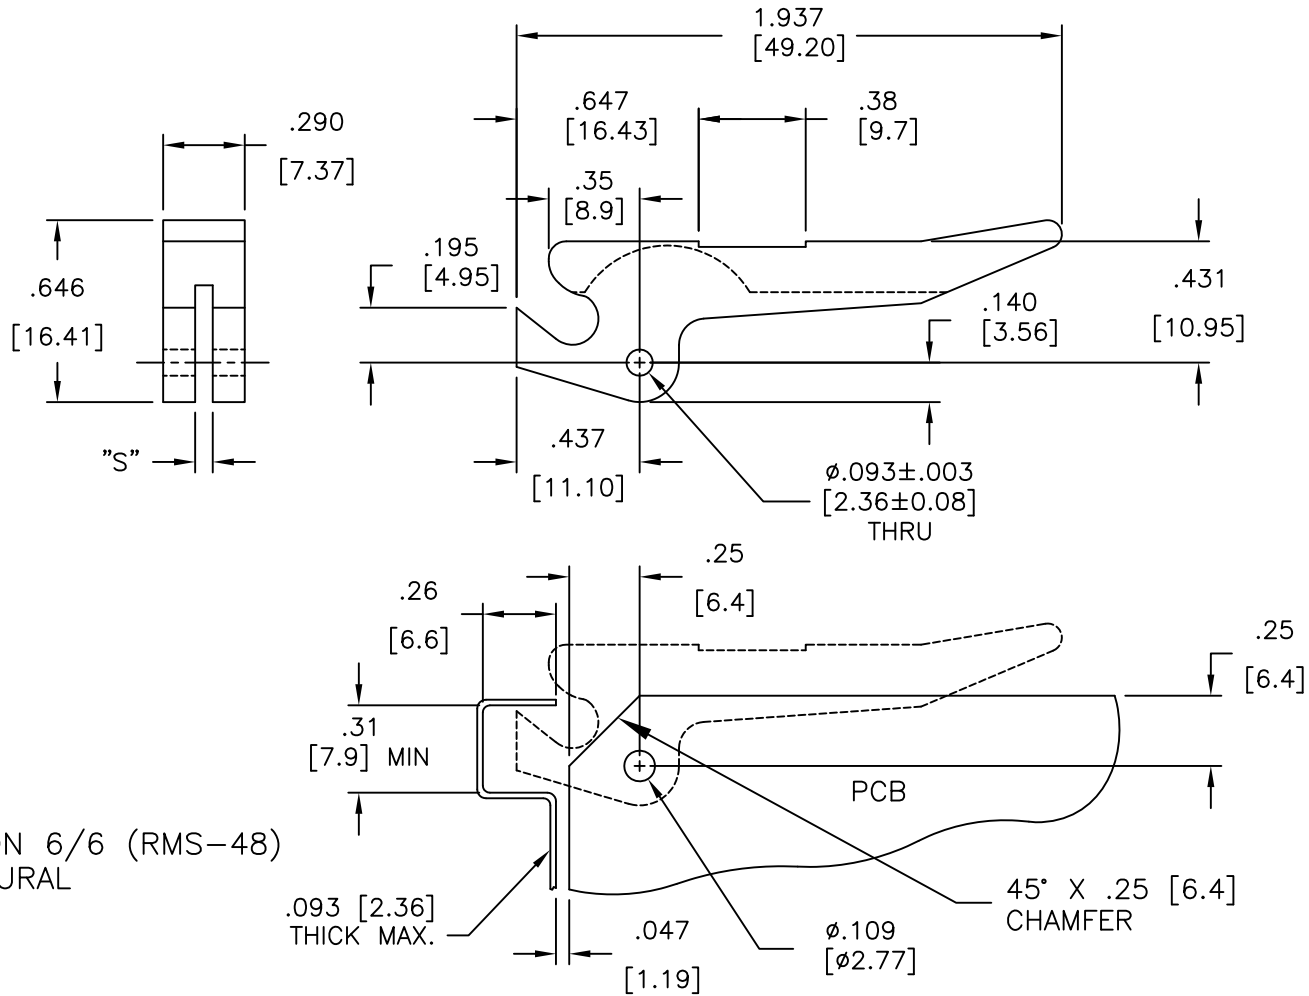 1.937
[49.20]
.647
[16.43]
.38
[9.7]
.290
[7.37]
.35
[8.9]
.195
[4.95]
.646
[16.41]
.431
[10.95]
.140
[3.56]
"S"
.437
[11.10]
ø.093±.003
[2.36±0.08]
THRU
.25
[6.4]
.26
[6.6]
.25
[6.4]
.31
[7.9] MIN
PCB
N 6/6 (RMS-48)
URAL
.093 [2.36]
THICK MAX.
.047
[1.19]
ø.109
[ø2.77]
45° X .25 [6.4]
CHAMFER